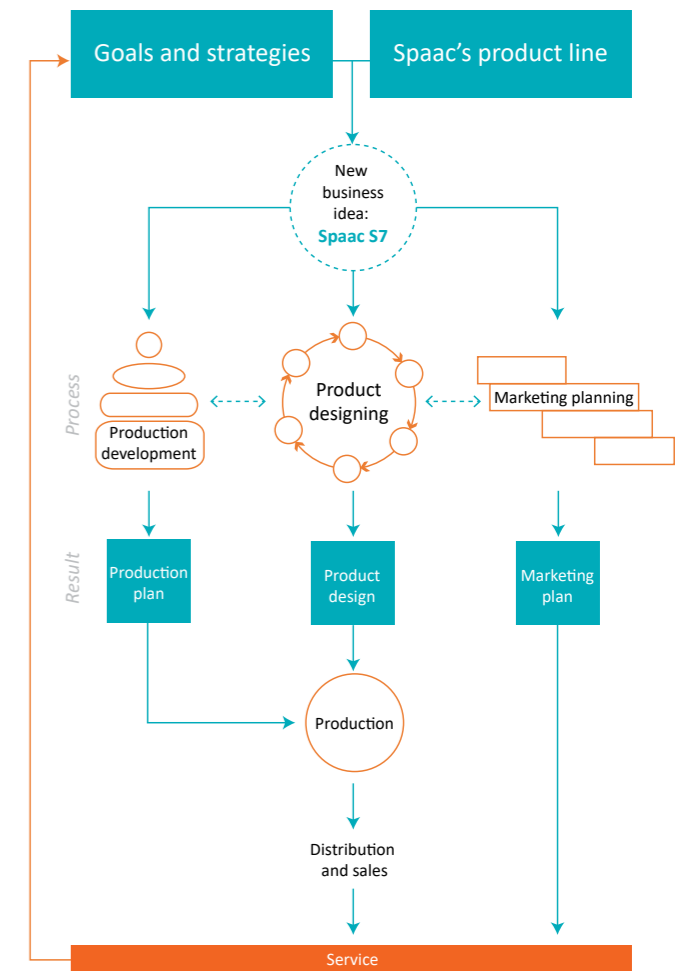 Goals and strategies
Spaac's product line
New
business
idea:
Spaac S7
Process
Production
development
Product
designing
Marketing planning
Result
Production
plan
Product
design
Marketing
plan
Production
Distribution
and sales
Service